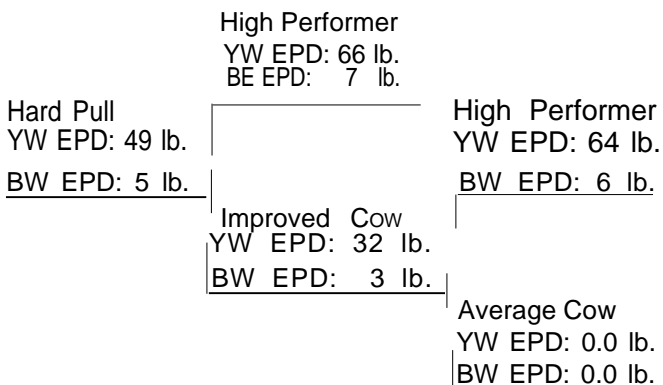 High Performer
YW EPD: 66 lb.
BE EPD: 7 lb.
Hard Pull
YW EPD: 49 lb.
BW EPD: 5 lb.
High Performer
YW EPD: 64 lb.
BW EPD: 6 lb.
Improved Cow
YW EPD: 32 lb.
BW EPD: 3 lb.
Average Cow
YW EPD: 0.0 lb.
BW EPD: 0.0 lb.